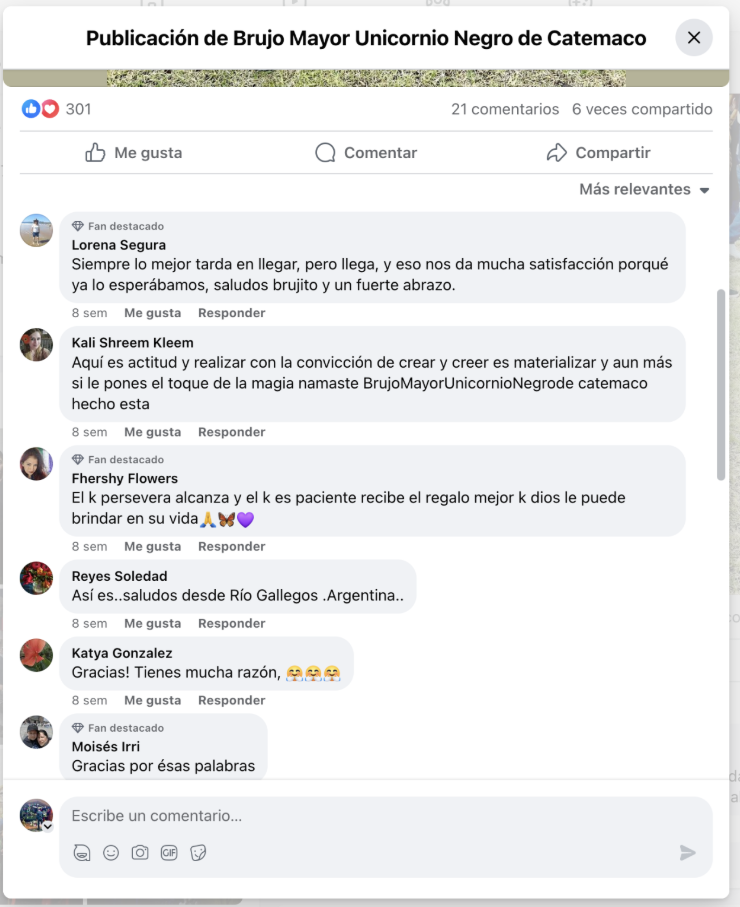 Publicación de Brujo Mayor Unicornio Negro de Catemaco
301
21 comentarios 6 veces compartido
Me gusta Comentar Compartir
Más relevantes
Fan destacado
Lorena Segura
Siempre lo mejor tarda en llegar, pero llega, y eso nos da mucha satisfacción porqué
ya lo esperábamos, saludos brujito y un fuerte abrazo.
8 sem Me gusta Responder
Kali Shreem Kleem
Aquí es actitud y realizar con la convicción de crear y creer es materializar y aun más
si le pones el toque de la magia namaste BrujoMayorUnicornioNegrode catemaco
hecho esta
8 sem Me gusta Responder
Fan destacado
Fhershy Flowers
El k persevera alcanza y el k es paciente recibe el regalo mejor k dios le puede
brindar en su vida🙏🦋💜
8 sem Me gusta Responder
Reyes Soledad
Así es..saludos desde Río Gallegos .Argentina..
8 sem Me gusta Responder
Katya Gonzalez
Gracias! Tienes mucha razón, 🤗🤗🤗
8 sem Me gusta Responder
Fan destacado
Moisés Irri
Gracias por ésas palabras
Escribe un comentario...
GIF